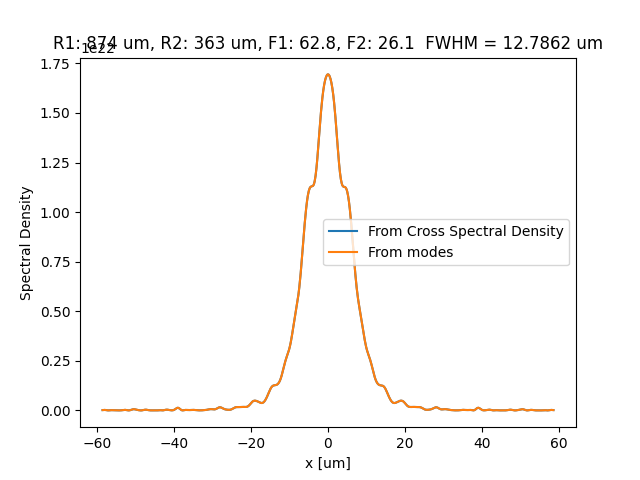 R1: 874 um, R2: 363 um, F1: 62.8, F2: 26.1  FWHM = 12.7862 um
1e22
1.75
1.50
1.25
1.00
0.75
0.50
0.25
0.00
Spectral Density
From Cross Spectral Density
From modes
−60 −40 −20 0 20 40 60
x [um]